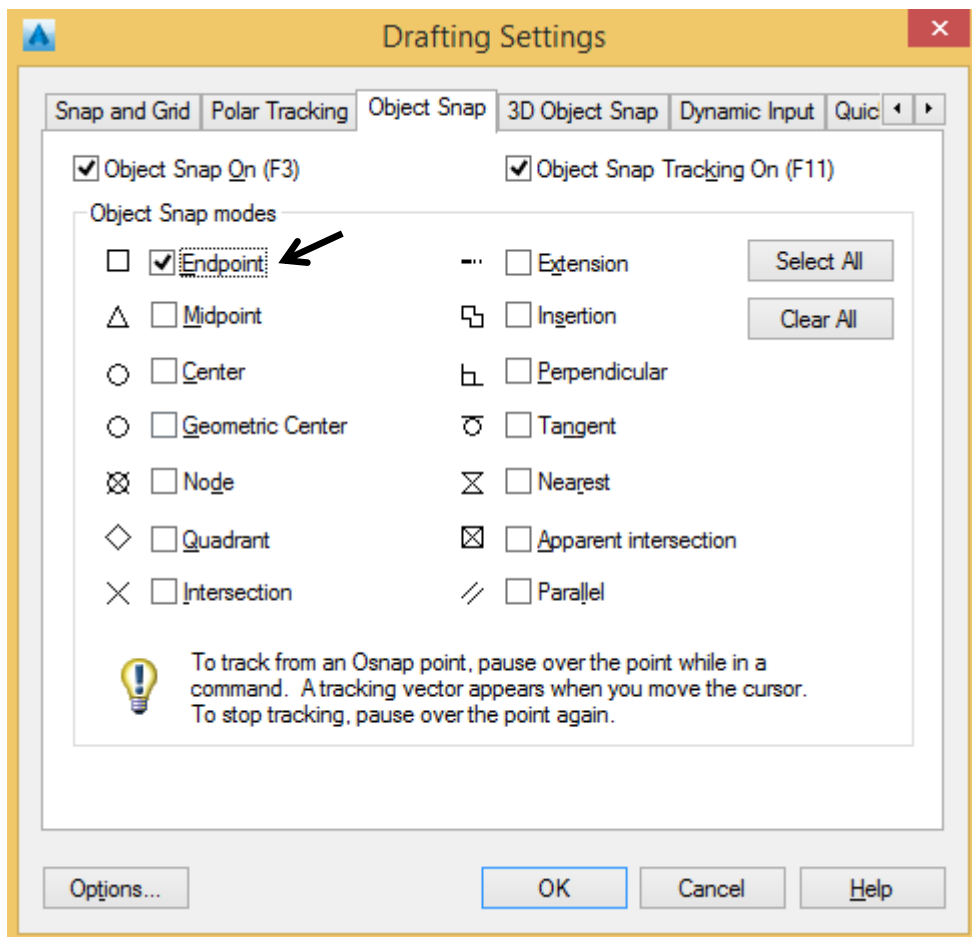 Drafting Settings
Snap and Grid Polar Tracking Object Snap 3D Object Snap Dynamic Input Quic
Object Snap On (F3) Object Snap Tracking On (F11)
Object Snap modes
Endpoint Extension Select All
Midpoint Insertion Clear All
Center Perpendicular
Geometric Center Tangent
Node Nearest
Quadrant Apparent intersection
Intersection Parallel
To track from an Osnap point, pause over the point while in a
command. A tracking vector appears when you move the cursor.
To stop tracking, pause over the point again.
Options... OK Cancel Help